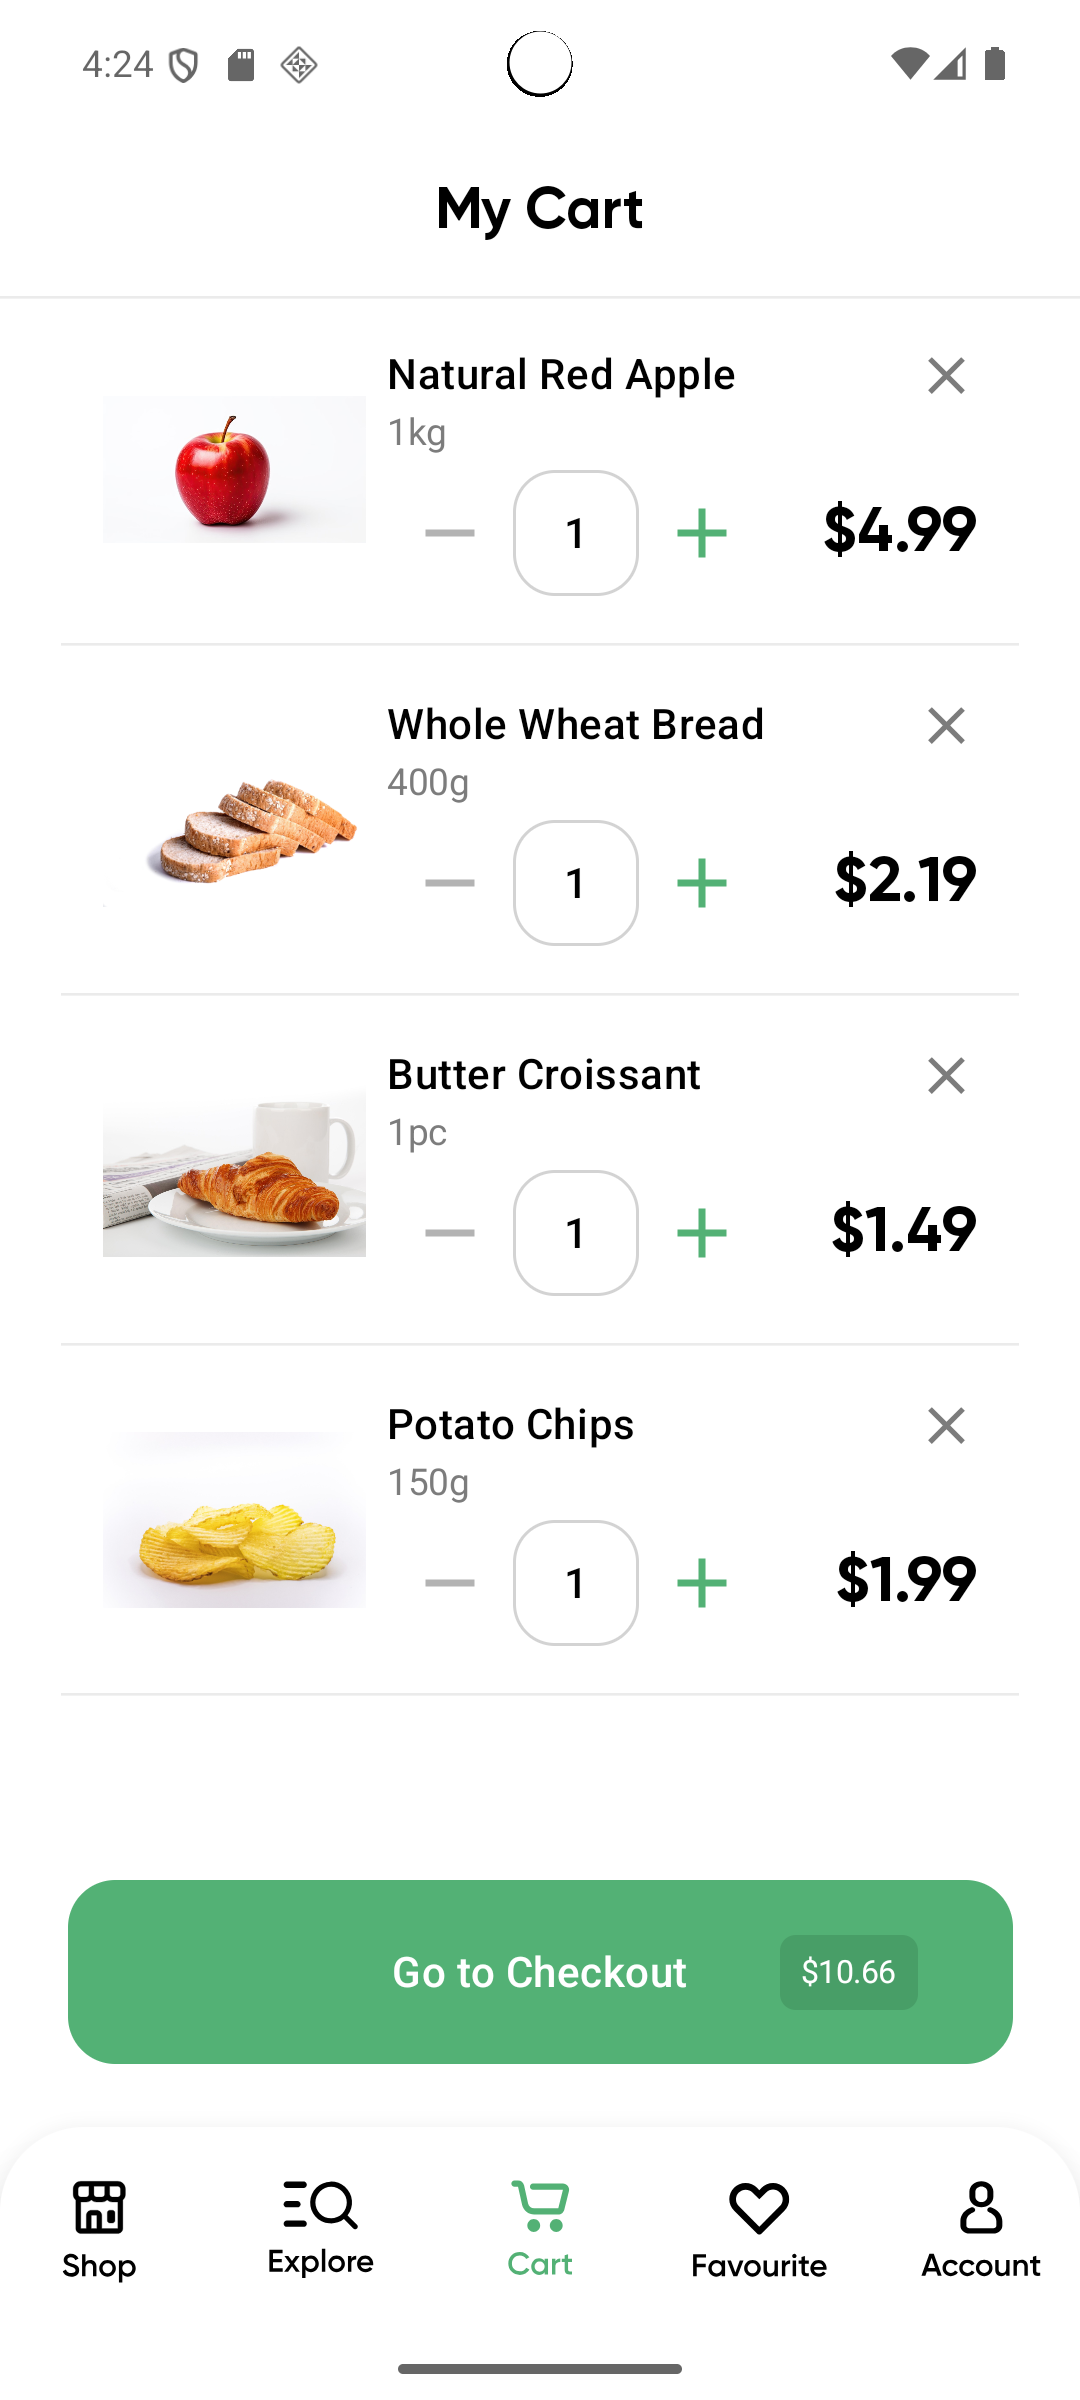 4:24
My Cart
Natural Red Apple
1kg
1
$4.99
Whole Wheat Bread
400g
1
$2.19
Butter Croissant
1pc
1
$1.49
Potato Chips
150g
1
$1.99
Go to Checkout
$10.66
Shop
Explore
Cart
Favourite
Account